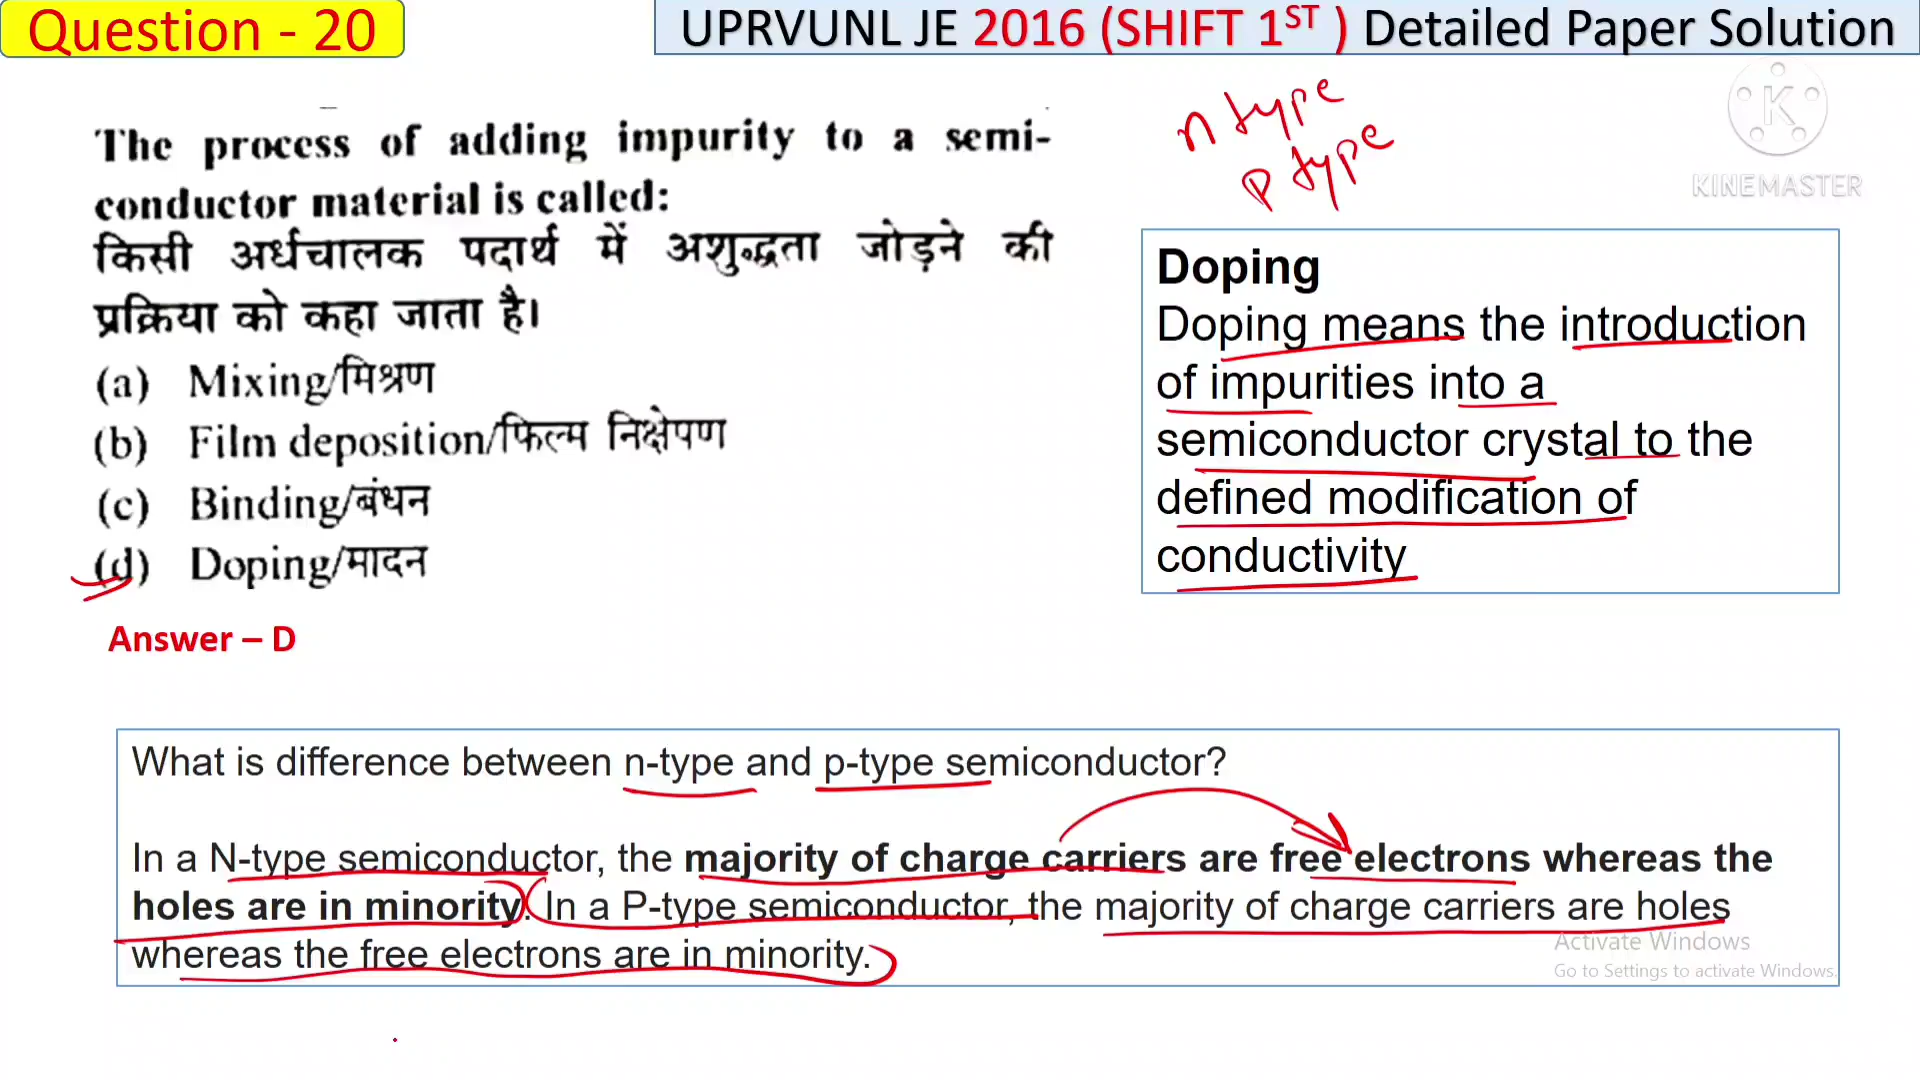 Question - 20
UPRVUNL JE 2016 (SHIFT 1ST ) Detailed Paper Solution
n type
p type
KINEMASTER
The process of adding impurity to a semi-
conductor material is called:
किसी अर्धचालक पदार्थ में अशुद्धता जोड़ने की
प्रक्रिया को कहा जाता है।
(a) Mixing/मिश्रण
(b) Film deposition/फिल्म निक्षेपण
(c) Binding/बंधन
(d) Doping/मादन
Answer – D
Doping
Doping means the introduction
of impurities into a
semiconductor crystal to the
defined modification of
conductivity
What is difference between n-type and p-type semiconductor?
In a N-type semiconductor, the majority of charge carriers are free electrons whereas the
holes are in minority. In a P-type semiconductor, the majority of charge carriers are holes
whereas the free electrons are in minority.
Activate Windows
Go to Settings to activate Windows.